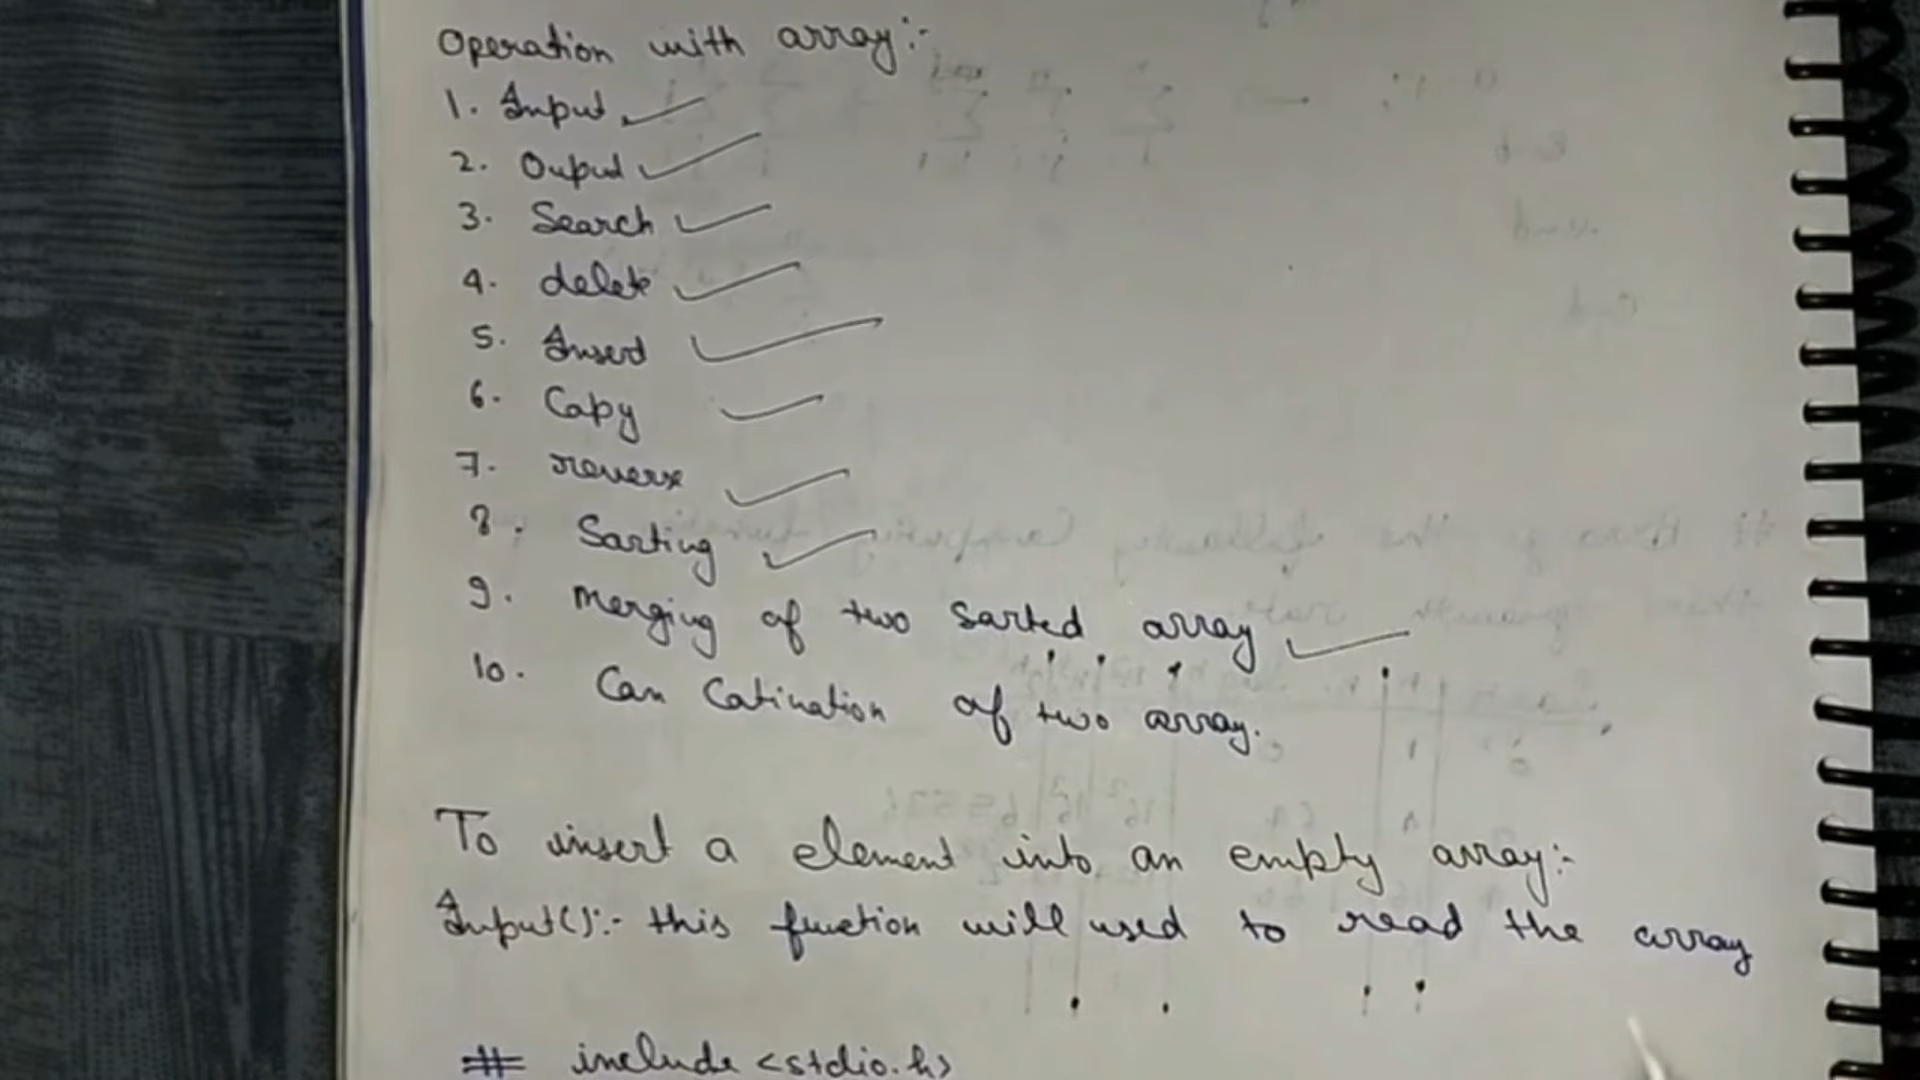 Operation with array:-
1. Input
2. Ouput
3. Search
4. delete
5. Insert
6. Copy
7. reverse
8. Sorting
9. Merging of two Sorted array
10. Con Catination of two array.
To insert a element into an empty array:-
Input():- this function will used to read the array
# include <stdio.h>